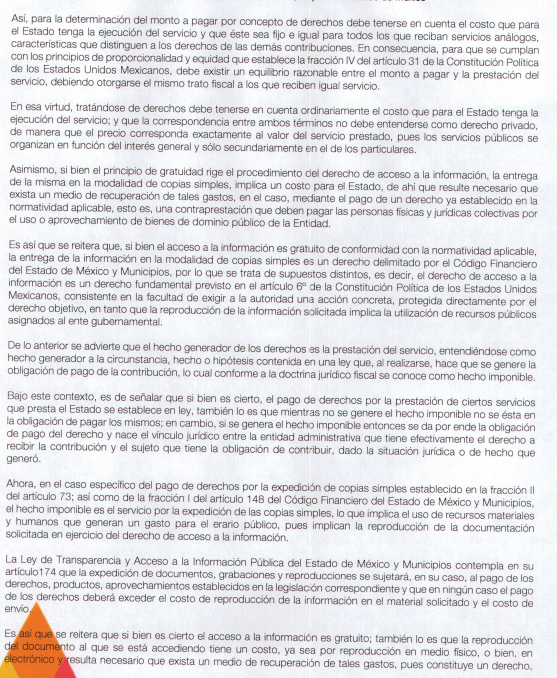 Así, para la determinación del monto a pagar por concepto de derechos debe tenerse en cuenta el costo que para
el Estado tenga la ejecución del servicio y que éste sea fijo e igual para todos los que reciban servicios análogos,
características que distinguen a los derechos de las demás contribuciones. En consecuencia, para que se cumplan
con los principios de proporcionalidad y equidad que establece la fracción IV del artículo 31 de la Constitución Política
de los Estados Unidos Mexicanos, debe existir un equilibrio razonable entre el monto a pagar y la prestación del
servicio, debiendo otorgarse el mismo trato fiscal a los que reciben igual servicio.
En esa virtud, tratándose de derechos debe tenerse en cuenta ordinariamente el costo que para el Estado tenga la
ejecución del servicio; y que la correspondencia entre ambos términos no debe entenderse como derecho privado,
de manera que el precio corresponda exactamente al valor del servicio prestado, pues los servicios públicos se
organizan en función del interés general y sólo secundariamente en el de los particulares.
Asimismo, si bien el principio de gratuidad rige el procedimiento del derecho de acceso a la información, la entrega
de la misma en la modalidad de copias simples, implica un costo para el Estado, de ahí que resulte necesario que
exista un medio de recuperación de tales gastos, en el caso, mediante el pago de un derecho ya establecido en la
normatividad aplicable, esto es, una contraprestación que deben pagar las personas físicas y jurídicas colectivas por
el uso o aprovechamiento de bienes de dominio público de la Entidad.
Es así que se reitera que, si bien el acceso a la información es gratuito de conformidad con la normatividad aplicable,
la entrega de la información en la modalidad de copias simples es un derecho delimitado por el Código Financiero
del Estado de México y Municipios, por lo que se trata de supuestos distintos, es decir, el derecho de acceso a la
información es un derecho fundamental previsto en el artículo 6º de la Constitución Política de los Estados Unidos
Mexicanos, consistente en la facultad de exigir a la autoridad una acción concreta, protegida directamente por el
derecho objetivo, en tanto que la reproducción de la información solicitada implica la utilización de recursos públicos
asignados al ente gubernamental.
De lo anterior se advierte que el hecho generador de los derechos es la prestación del servicio, entendiéndose como
hecho generador a la circunstancia, hecho o hipótesis contenida en una ley que, al realizarse, hace que se genere la
obligación de pago de la contribución, lo cual conforme a la doctrina jurídico fiscal se conoce como hecho imponible.
Bajo este contexto, es de señalar que si bien es cierto, el pago de derechos por la prestación de ciertos servicios
que presta el Estado se establece en ley, también lo es que mientras no se genere el hecho imponible no se ésta en
la obligación de pagar los mismos; en cambio, si se genera el hecho imponible entonces se da por ende la obligación
de pago del derecho y nace el vínculo jurídico entre la entidad administrativa que tiene efectivamente el derecho a
recibir la contribución y el sujeto que tiene la obligación de contribuir, dado la situación jurídica o de hecho que
generó.
Ahora, en el caso específico del pago de derechos por la expedición de copias simples establecido en la fracción II
del artículo 73; así como de la fracción I del artículo 148 del Código Financiero del Estado de México y Municipios,
el hecho imponible es el servicio por la expedición de las copias simples, lo que implica el uso de recursos materiales
y humanos que generan un gasto para el erario público, pues implican la reproducción de la documentación
solicitada en ejercicio del derecho de acceso a la información.
La Ley de Transparencia y Acceso a la Información Pública del Estado de México y Municipios contempla en su
artículo174 que la expedición de documentos, grabaciones y reproducciones se sujetará, en su caso, al pago de los
derechos, productos, aprovechamientos establecidos en la legislación correspondiente y que en ningún caso el pago
de los derechos deberá exceder el costo de reproducción de la información en el material solicitado y el costo de
envío.
Es así que se reitera que si bien es cierto el acceso a la información es gratuito; también lo es que la reproducción
del documento al que se está accediendo tiene un costo, ya sea por reproducción en medio físico, o bien, en
electrónico y resulta necesario que exista un medio de recuperación de tales gastos, pues constituye un derecho,